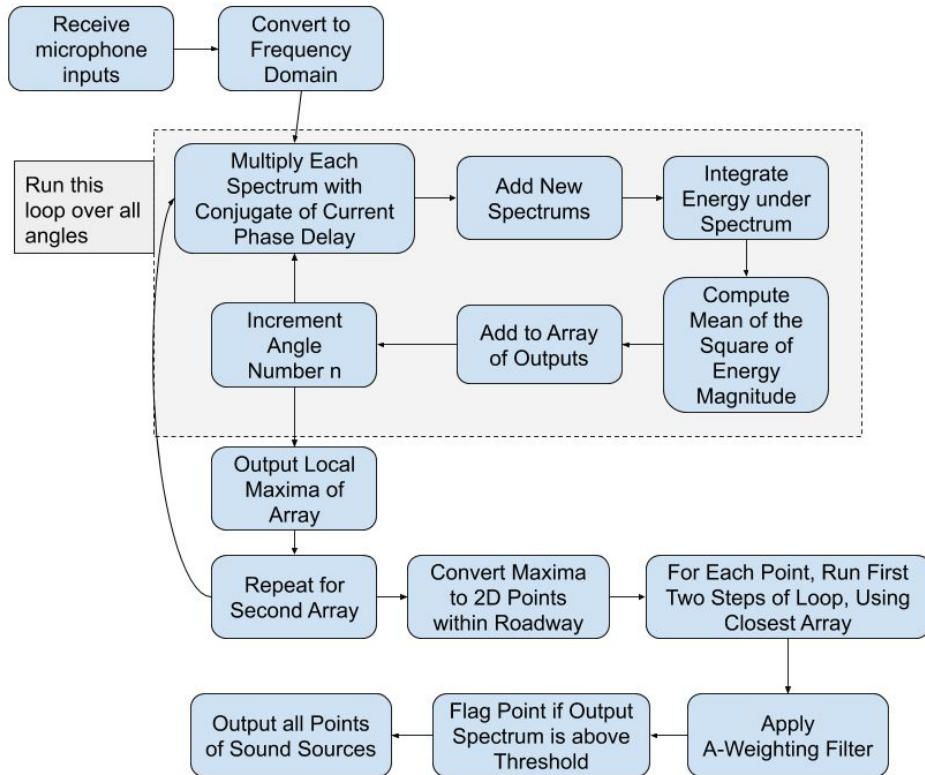 Receive
microphone
inputs
Convert to
Frequency
Domain
Run this
loop over all
angles
Multiply Each
Spectrum with
Conjugate of Current
Phase Delay
Add New
Spectrums
Integrate
Energy under
Spectrum
Compute
Mean of the
Square of
Energy
Magnitude
Add to Array
of Outputs
Increment
Angle
Number n
Output Local
Maxima of
Array
Repeat for
Second Array
Convert Maxima
to 2D Points
within Roadway
For Each Point, Run First
Two Steps of Loop, Using
Closest Array
Apply
A-Weighting Filter
Flag Point if Output
Spectrum is above
Threshold
Output all Points
of Sound Sources